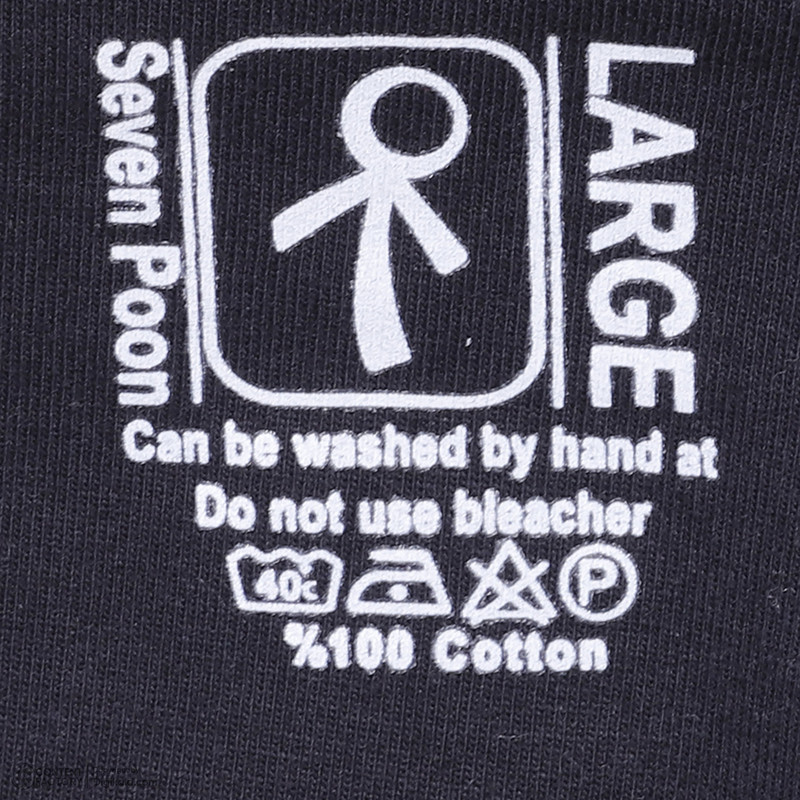 Seven Poon
LARGE
Can be washed by hand at
Do not use bleacher
40c
P
%100 Cotton